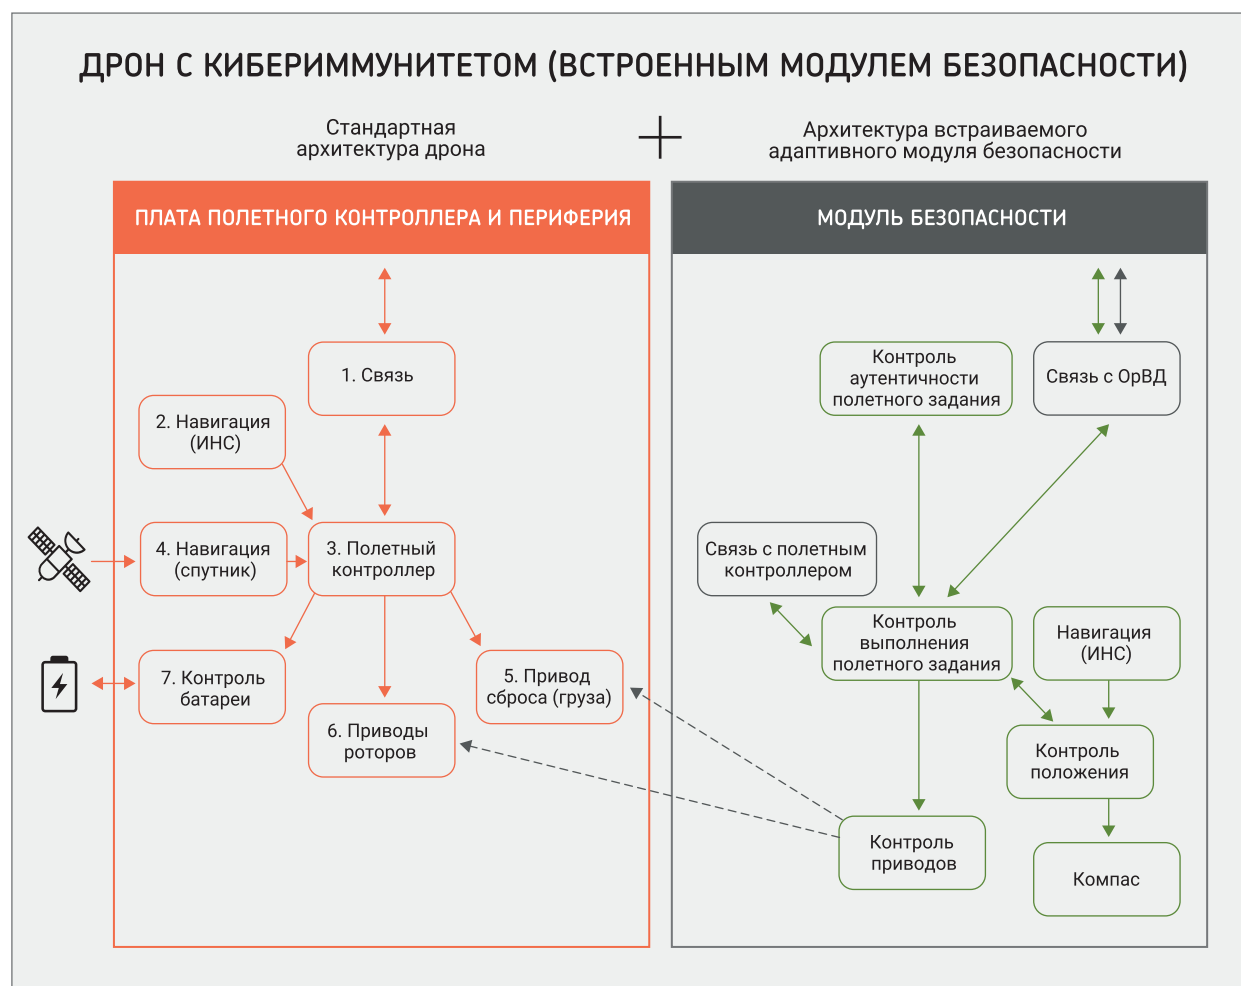 ДРОН С КИБЕРИММУНИТЕТОМ (ВСТРОЕННЫМ МОДУЛЕМ БЕЗОПАСНОСТИ)
Стандартная
архитектура дрона
Архитектура встраиваемого
адаптивного модуля безопасности
ПЛАТА ПОЛЕТНОГО КОНТРОЛЛЕРА И ПЕРИФЕРИЯ
1. Связь
2. Навигация
(ИНС)
4. Навигация
(спутник)
3. Полетный
контроллер
7. Контроль
батареи
5. Привод
сброса (груза)
6. Приводы
роторов
МОДУЛЬ БЕЗОПАСНОСТИ
Контроль
аутентичности
полетного задания
Связь с ОрВД
Связь с полетным
контроллером
Контроль
выполнения
полетного задания
Навигация
(ИНС)
Контроль
положения
Контроль
приводов
Компас